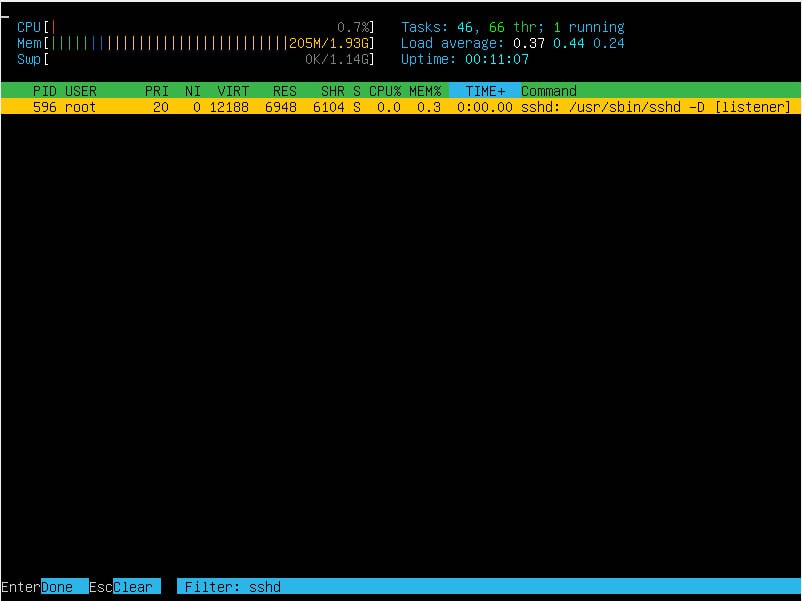 CPU[| 0.7%] Tasks: 46, 66 thr; 1 running
Mem[||||||||||||||||||||||||||||||205M/1.93G] Load average: 0.37 0.44 0.24
Swp[ 0K/1.14G] Uptime: 00:11:07
PID USER PRI NI VIRT RES SHR S CPU% MEM% TIME+ Command
596 root 20 0 12188 6948 6104 S 0.0 0.3 0:00.00 sshd: /usr/sbin/sshd -D [listener]
EnterDone EscClear Filter: sshd